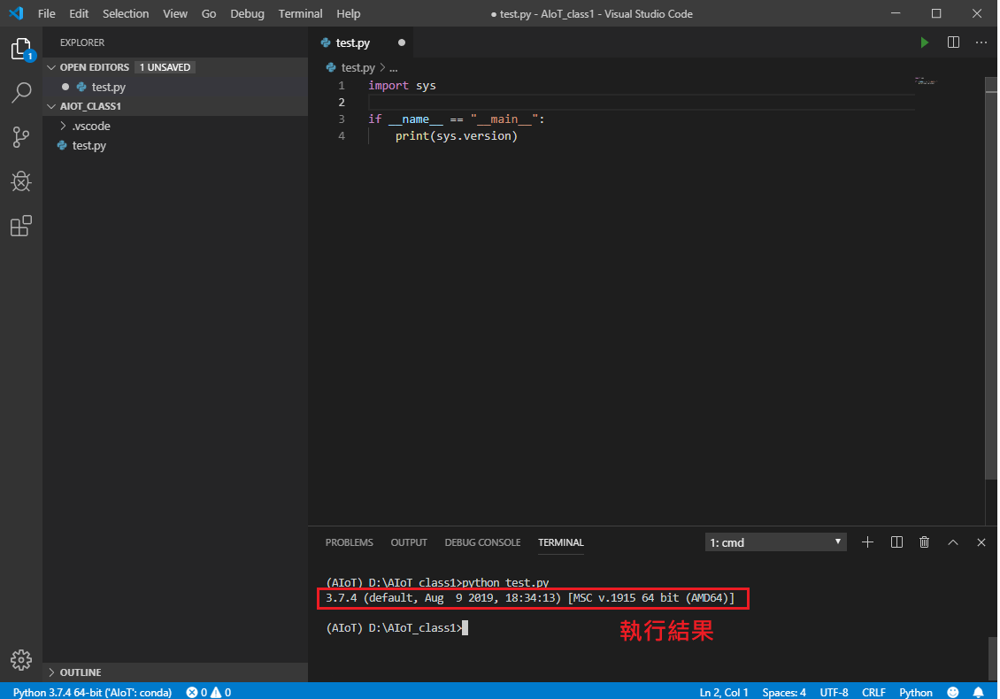 File Edit Selection View Go Debug Terminal Help ● test.py - AIoT_class1 - Visual Studio Code
EXPLORER
1
OPEN EDITORS 1 UNSAVED
● test.py
AIOT_CLASS1
.vscode
test.py
OUTLINE
test.py ●
test.py > ...
1 import sys
2
3 if __name__ == "__main__":
4     print(sys.version)
PROBLEMS OUTPUT DEBUG CONSOLE TERMINAL 1: cmd
(AIoT) D:\AIoT_class1>python test.py
3.7.4 (default, Aug  9 2019, 18:34:13) [MSC v.1915 64 bit (AMD64)]
(AIoT) D:\AIoT_class1>
執行結果
Python 3.7.4 64-bit ('AIoT': conda) 0 0 Ln 2, Col 1 Spaces: 4 UTF-8 CRLF Python